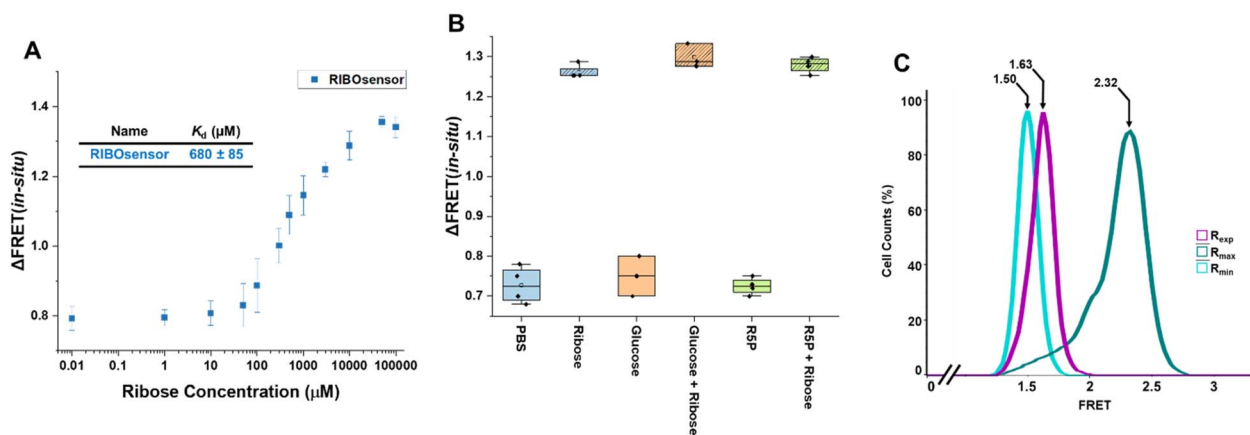 A
RIBOsensor
ΔFRET(in-situ)
1.4
1.2
1.0
0.8
Name Kd (μM)
RIBOsensor 680 ± 85
0.01 1 10 100 1000 10000 100000
Ribose Concentration (μM)
B
ΔFRET(in-situ)
1.3
1.2
1.1
1.0
0.9
0.8
0.7
PBS
Ribose
Glucose
Glucose + Ribose
R5P
R5P + Ribose
C
1.50
1.63
2.32
Cell Counts (%)
100
80
60
40
20
0
Rexp
Rmax
Rmin
0 1.5 2 2.5 3
FRET